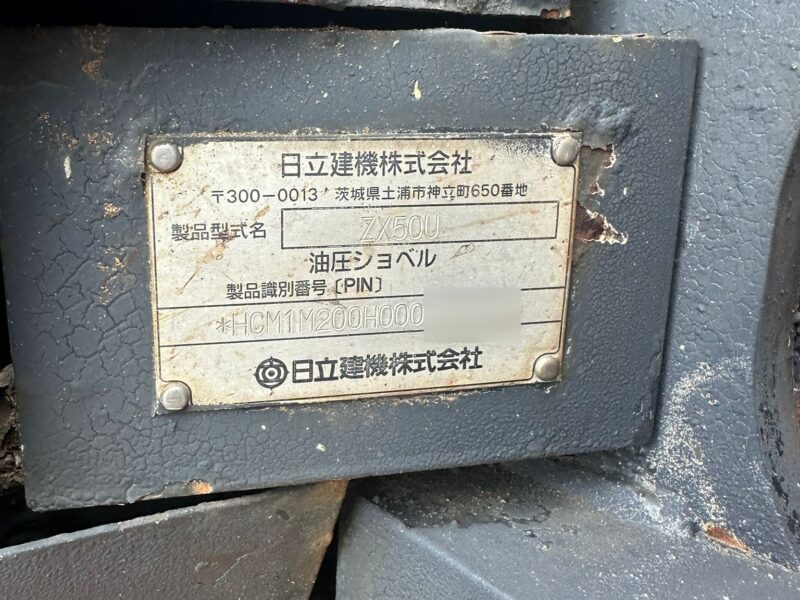 日立建機株式会社
〒300-0013 茨城県土浦市神立町650番地
製品型式名 ZX50U
油圧ショベル
製品識別番号〔PIN〕
*HCM1M200H000
日立建機株式会社